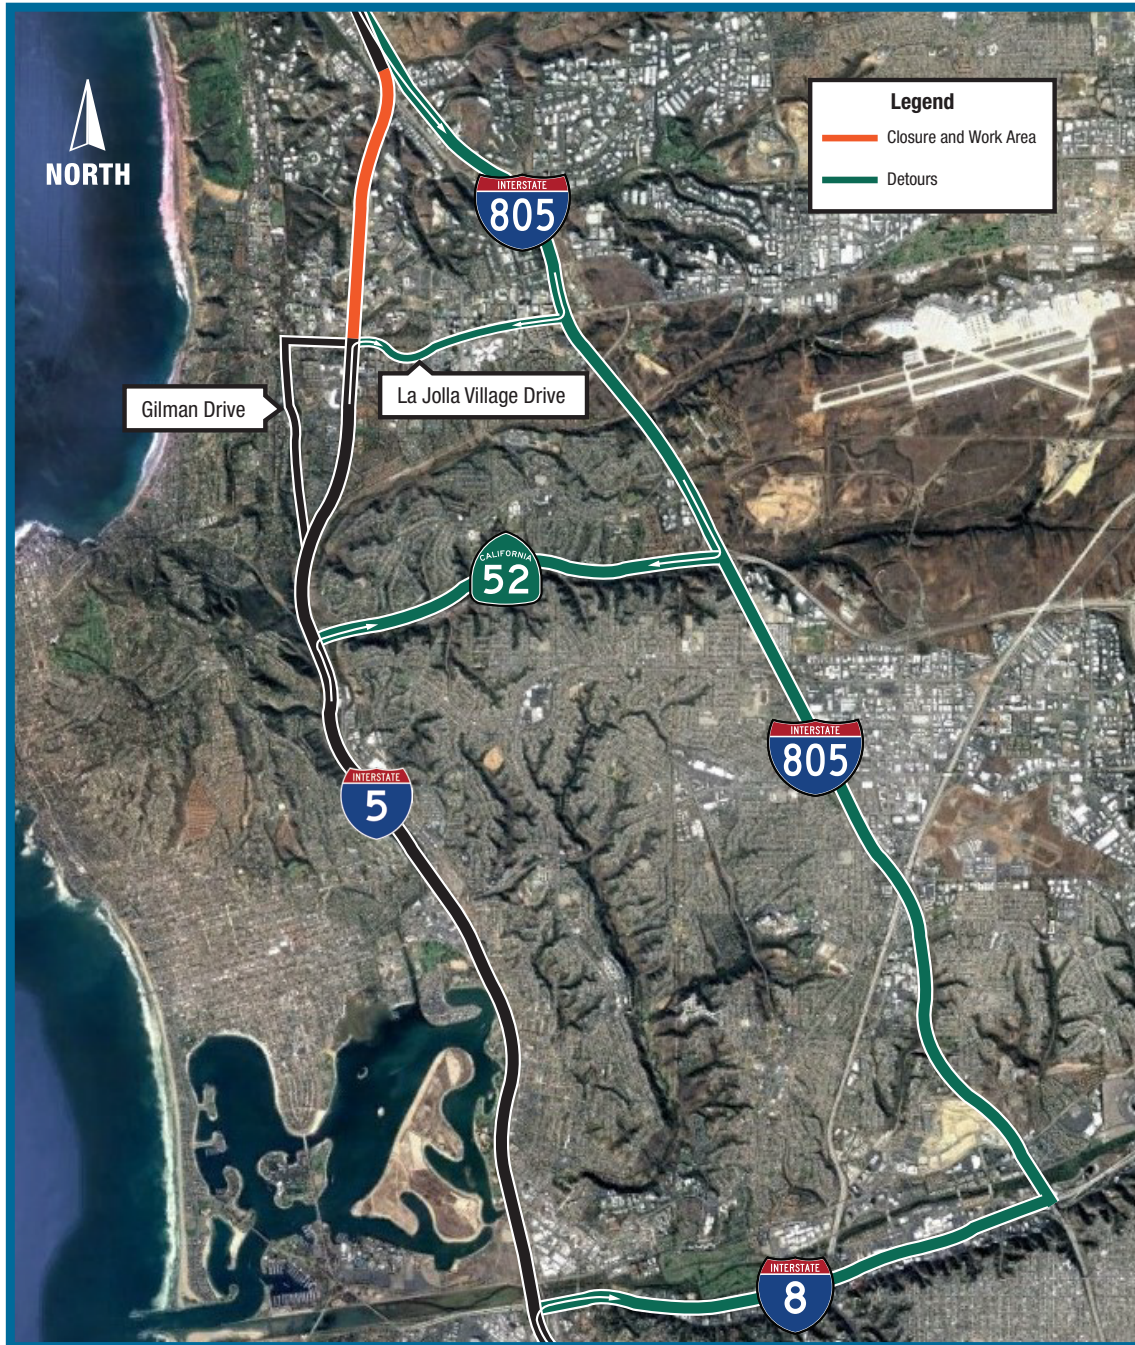 NORTH
Legend
Closure and Work Area
Detours
INTERSTATE
805
La Jolla Village Drive
Gilman Drive
CALIFORNIA
52
INTERSTATE
805
INTERSTATE
5
INTERSTATE
8